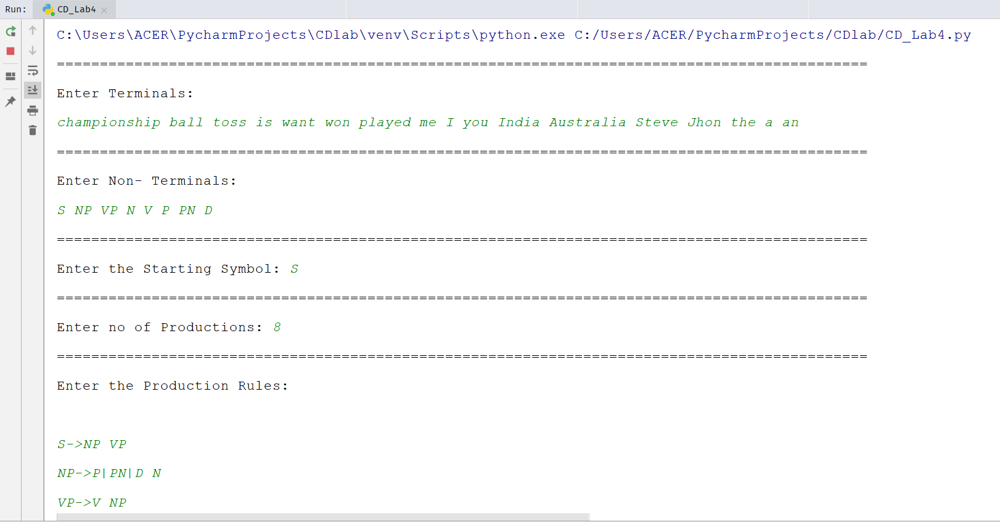 Run: CD_Lab4
C:\Users\ACER\PycharmProjects\CDlab\venv\Scripts\python.exe C:/Users/ACER/PycharmProjects/CDlab/CD_Lab4.py
==============================================================================================
Enter Terminals:
championship ball toss is want won played me I you India Australia Steve Jhon the a an
==============================================================================================
Enter Non- Terminals:
S NP VP N V P PN D
==============================================================================================
Enter the Starting Symbol: S
==============================================================================================
Enter no of Productions: 8
==============================================================================================
Enter the Production Rules:
S->NP VP
NP->P|PN|D N
VP->V NP